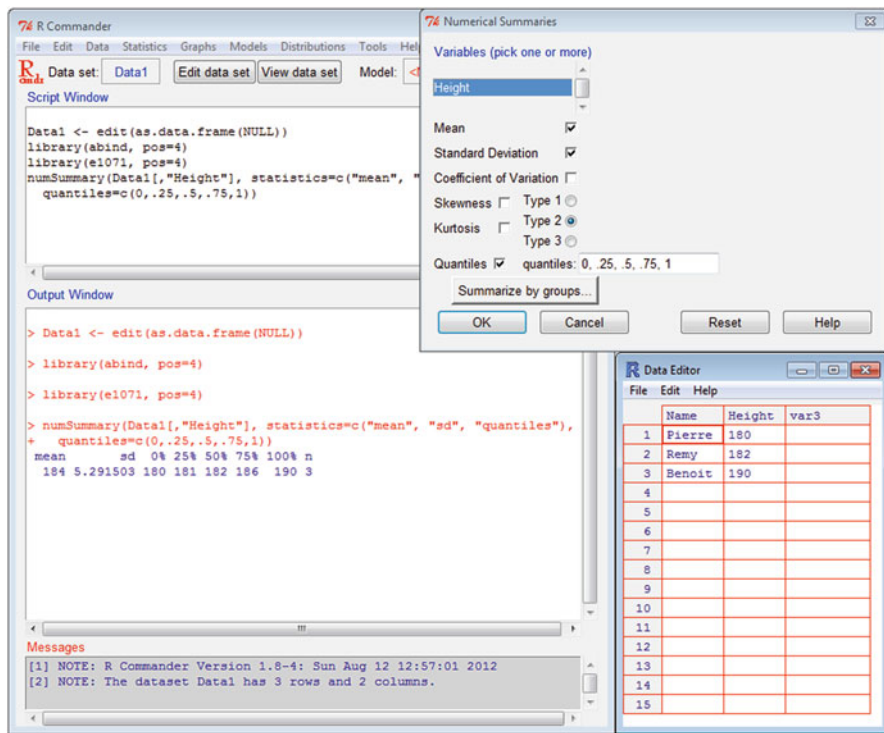 R Commander
File Edit Data Statistics Graphs Models Distributions Tools Help
R cmdr Data set: Data1 Edit data set View data set Model:
Script Window
Data1 <- edit(as.data.frame(NULL))
library(abind, pos=4)
library(e1071, pos=4)
numSummary(Data1[,"Height"], statistics=c("mean", "
quantiles=c(0,.25,.5,.75,1))
Output Window
> Data1 <- edit(as.data.frame(NULL))
> library(abind, pos=4)
> library(e1071, pos=4)
> numSummary(Data1[,"Height"], statistics=c("mean", "sd", "quantiles"),
+ quantiles=c(0,.25,.5,.75,1))
mean sd 0% 25% 50% 75% 100% n
184 5.291503 180 181 182 186 190 3
Messages
[1] NOTE: R Commander Version 1.8-4: Sun Aug 12 12:57:01 2012
[2] NOTE: The dataset Data1 has 3 rows and 2 columns.
Numerical Summaries
Variables (pick one or more)
Height
Mean
Standard Deviation
Coefficient of Variation
Skewness Type 1
Kurtosis Type 2
Type 3
Quantiles quantiles: 0, .25, .5, .75, 1
Summarize by groups...
OK Cancel Reset Help
Data Editor
File Edit Help
Name Height var3
1 Pierre 180
2 Remy 182
3 Benoit 190
4
5
6
7
8
9
10
11
12
13
14
15